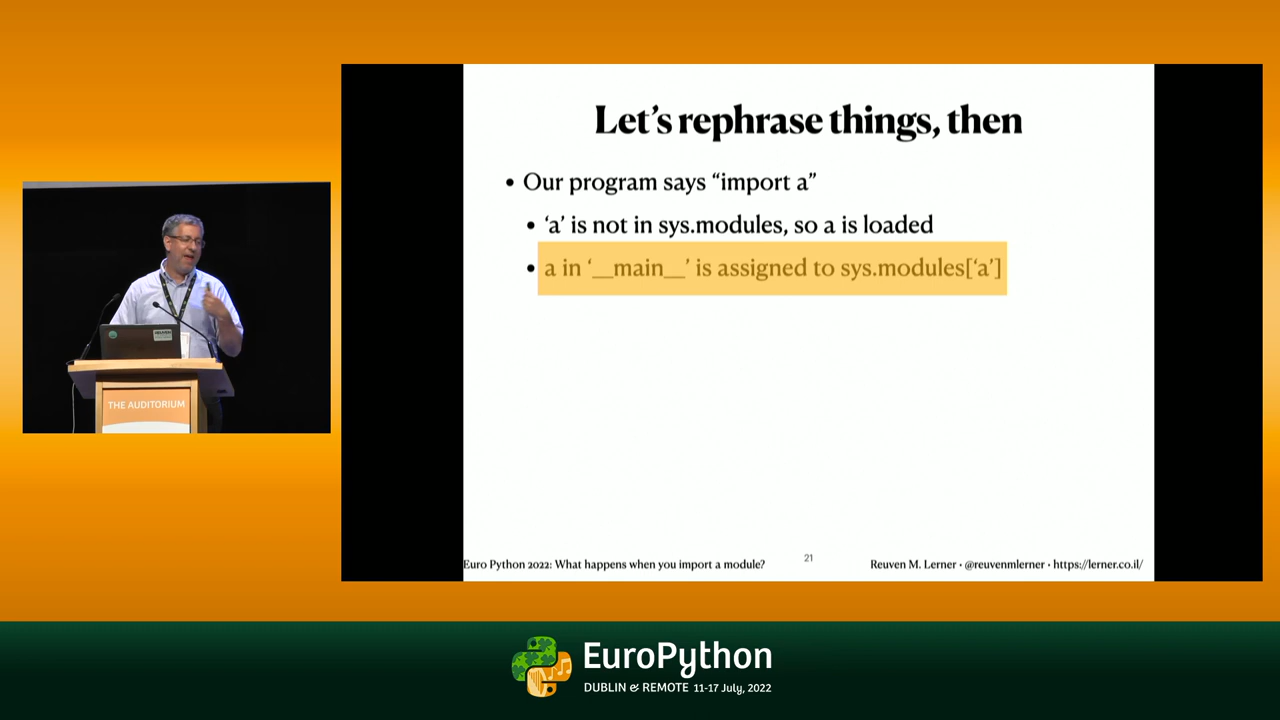 Let’s rephrase things, then
• Our program says “import a”
• ‘a’ is not in sys.modules, so a is loaded
• a in ‘__main__’ is assigned to sys.modules[‘a’]
THE AUDITORIUM
Euro Python 2022: What happens when you import a module?
21
Reuven M. Lerner • @reuvenmlerner • https://lerner.co.il/
EuroPython
DUBLIN & REMOTE 11-17 July, 2022